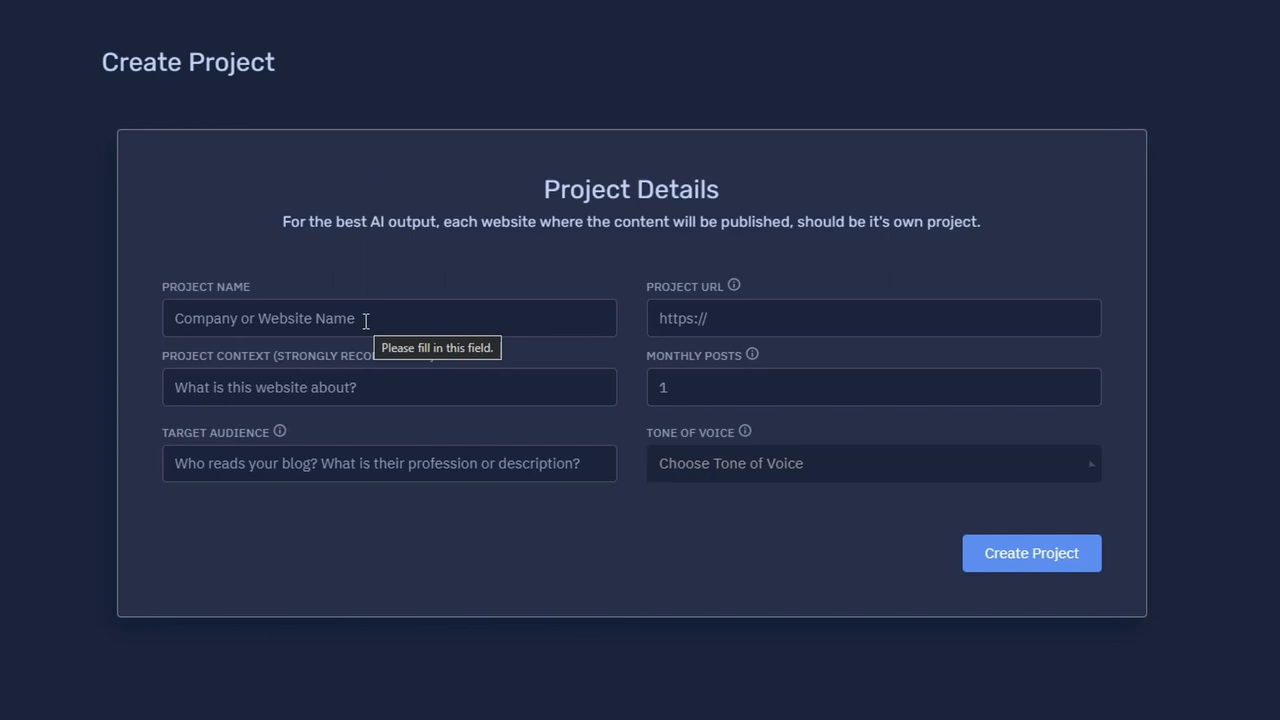 Create Project
Project Details
For the best AI output, each website where the content will be published, should be it's own project.
PROJECT NAME
PROJECT URL
Company or Website Name
https://
Please fill in this field.
PROJECT CONTEXT (STRONGLY
MONTHLY POSTS
What is this website about?
1
TARGET AUDIENCE
TONE OF VOICE
Who reads your blog? What is their profession or description?
Choose Tone of Voice
Create Project